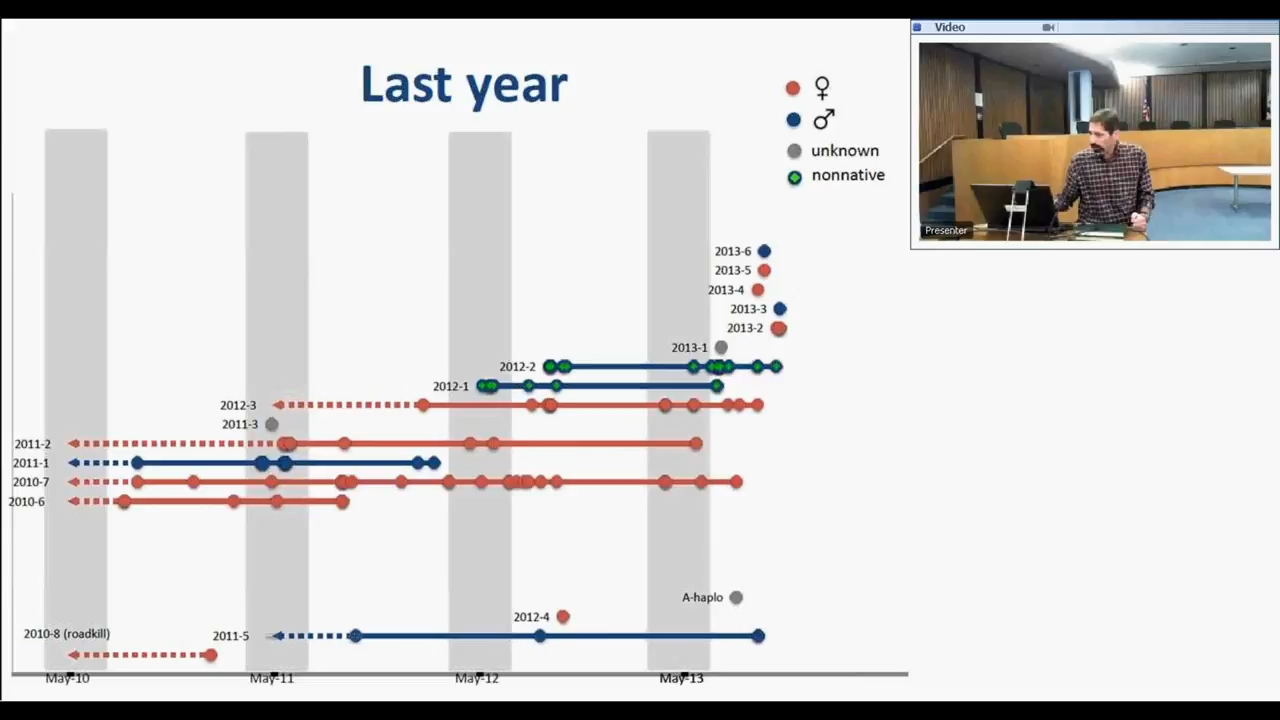 Last year
♀
♂
unknown
nonnative
Video
Presenter
2013-6
2013-5
2013-4
2013-3
2013-2
2013-1
2012-2
2012-1
2012-3
2011-3
2011-2
2011-1
2010-7
2010-6
A-haplo
2012-4
2010-8 (roadkill)
2011-5
May-10
May-11
May-12
May-13